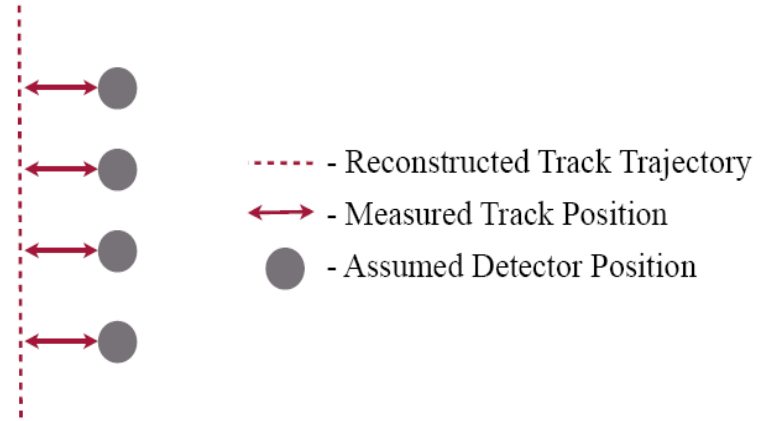 - Reconstructed Track Trajectory
- Measured Track Position
- Assumed Detector Position